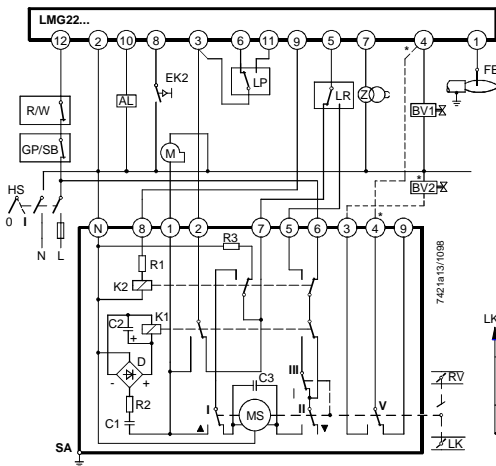 LMG22...
12 2 10 8 3 6 11 9 5 7 4 1
*
EK2
FE
R/W
AL
LP
LR
Z
BV1
GP/SB
M
*
BV2
HS
0 I
N L
*
N 8 1 2 7 5 6 3 4 9
R3
R1
K2
7421a13/1098
C2
K1
+
D
- +
C3
III
LK
RV
R2
I
MS
II
V
C1
LK
SA